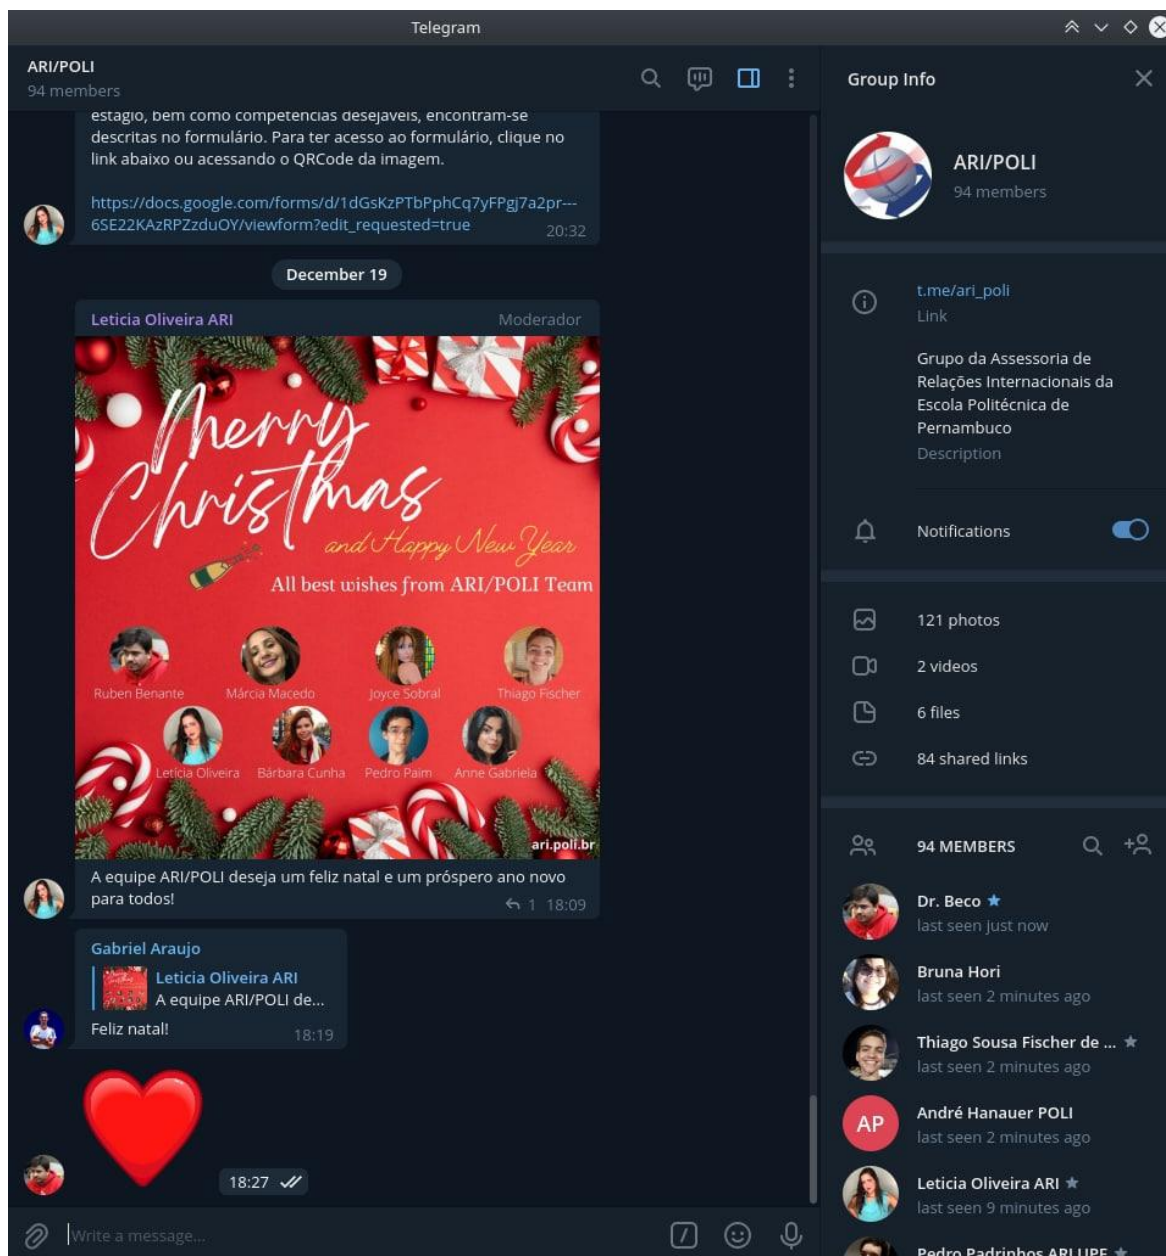 Telegram
ARI/POLI
94 members
estágio, bem como competências desejáveis, encontram-se
descritas no formulário. Para ter acesso ao formulário, clique no
link abaixo ou acessando o QRCode da imagem.
https://docs.google.com/forms/d/1dGsKzPTbPphCq7yFPgj7a2pr---
6SE22KAzRPZzduOY/viewform?edit_requested=true
20:32
December 19
Leticia Oliveira ARI
Moderador
Merry
Christmas
and Happy New Year
All best wishes from ARI/POLI Team
Ruben Benante
Márcia Macedo
Joyce Sobral
Thiago Fischer
Letícia Oliveira
Bárbara Cunha
Pedro Paim
Anne Gabriela
ari.poli.br
A equipe ARI/POLI deseja um feliz natal e um próspero ano novo
para todos!
1 18:09
Gabriel Araujo
Leticia Oliveira ARI
A equipe ARI/POLI de...
Feliz natal!
18:19
18:27
Write a message...
Group Info
ARI/POLI
94 members
t.me/ari_poli
Link
Grupo da Assessoria de
Relações Internacionais da
Escola Politécnica de
Pernambuco
Description
Notifications
121 photos
2 videos
6 files
84 shared links
94 MEMBERS
Dr. Beco
last seen just now
Bruna Hori
last seen 2 minutes ago
Thiago Sousa Fischer de ...
last seen 2 minutes ago
AP
André Hanauer POLI
last seen 2 minutes ago
Leticia Oliveira ARI
last seen 9 minutes ago
Pedro Padrinhos ARI UPE